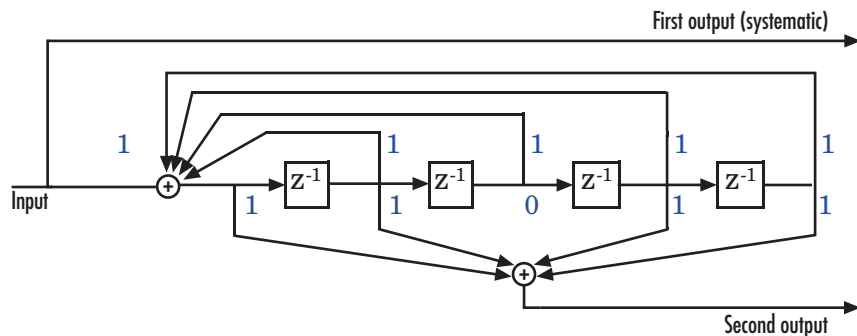 First output (systematic)
1 1 1 1 1
+ z-1 z-1 z-1 z-1
Input
1 1 0 1 1
+
Second output